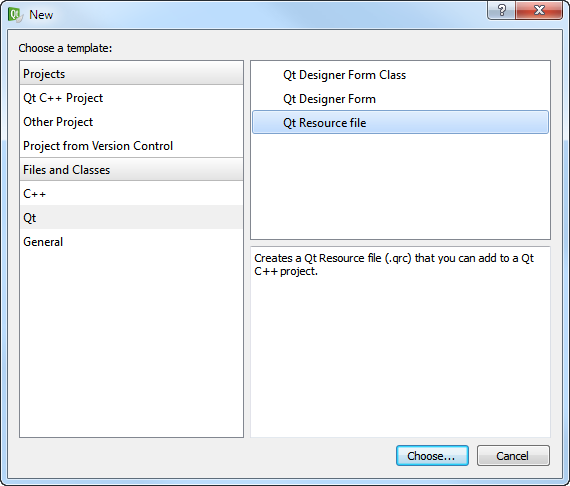 New
Choose a template:
Projects
Qt C++ Project
Other Project
Project from Version Control
Files and Classes
C++
Qt
General
Qt Designer Form Class
Qt Designer Form
Qt Resource file
Creates a Qt Resource file (.qrc) that you can add to a Qt
C++ project.
Choose...
Cancel